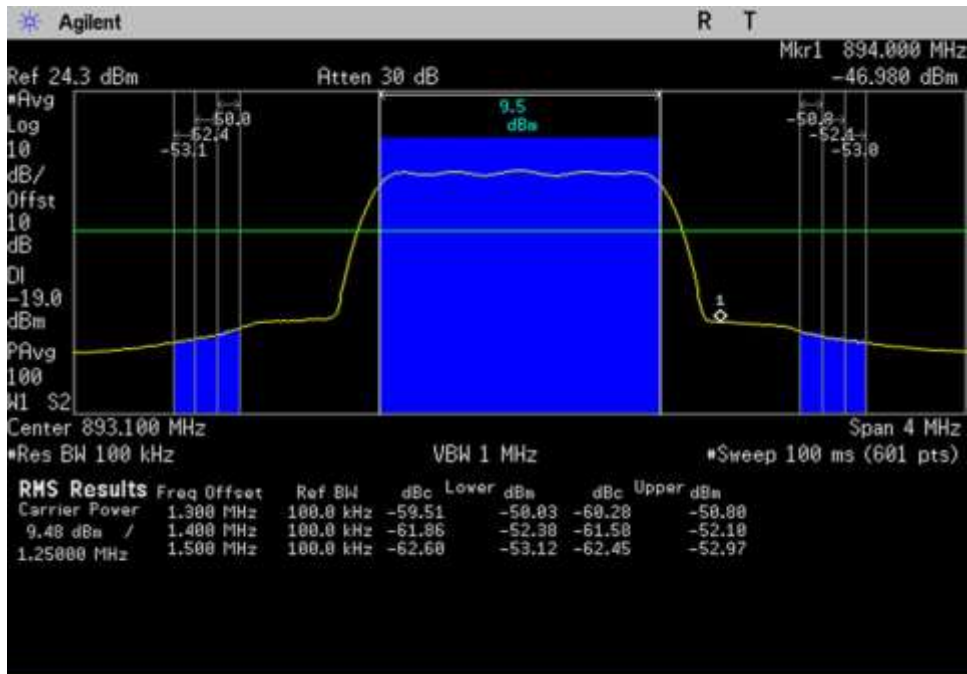 Agilent R T
Mkr1 894.000 MHz
Ref 24.3 dBm Atten 30 dB -46.980 dBm
#Avg
Log
10
dB/
Offst
10
dB
DI
-19.0
dBm
PAvg
100
W1 S2
9.5
dBm
-50.0
-52.4
-53.1
-50.8
-52.1
-53.0
1
Center 893.100 MHz Span 4 MHz
#Res BW 100 kHz VBW 1 MHz #Sweep 100 ms (601 pts)
RMS Results Freq Offset Ref BW dBc Lower dBm dBc Upper dBm
Carrier Power 1.300 MHz 100.0 kHz -59.51 -50.03 -60.28 -50.80
9.48 dBm / 1.400 MHz 100.0 kHz -61.86 -52.38 -61.58 -52.10
1.25000 MHz 1.500 MHz 100.0 kHz -62.60 -53.12 -62.45 -52.97